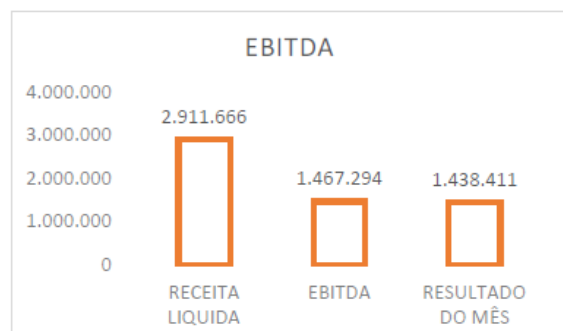 EBITDA
4.000.000
2.911.666
3.000.000
2.000.000
1.467.294
1.438.411
1.000.000
0
RECEITA
LIQUIDA
EBITDA
RESULTADO
DO MÊS